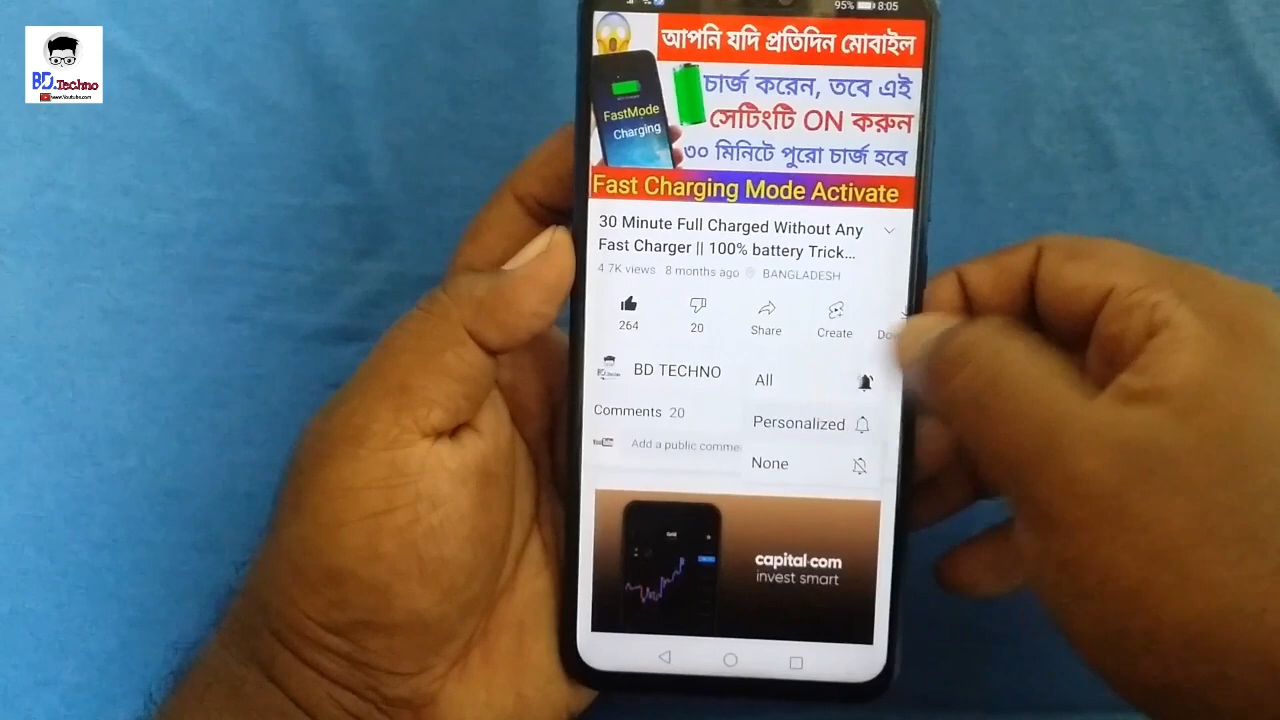 BD.Techno
www.Youtube.com
95% 8:05
আপনি যদি প্রতিদিন মোবাইল
চার্জ করেন, তবে এই
সেটিংটি ON করুন
৩০ মিনিটে পুরো চার্জ হবে
FastMode
Charging
Fast Charging Mode Activate
30 Minute Full Charged Without Any
Fast Charger || 100% battery Trick...
4.7K views 8 months ago BANGLADESH
264 20 Share Create
BD TECHNO
All
Comments 20
Personalized
Add a public comme
None
capital.com
invest smart